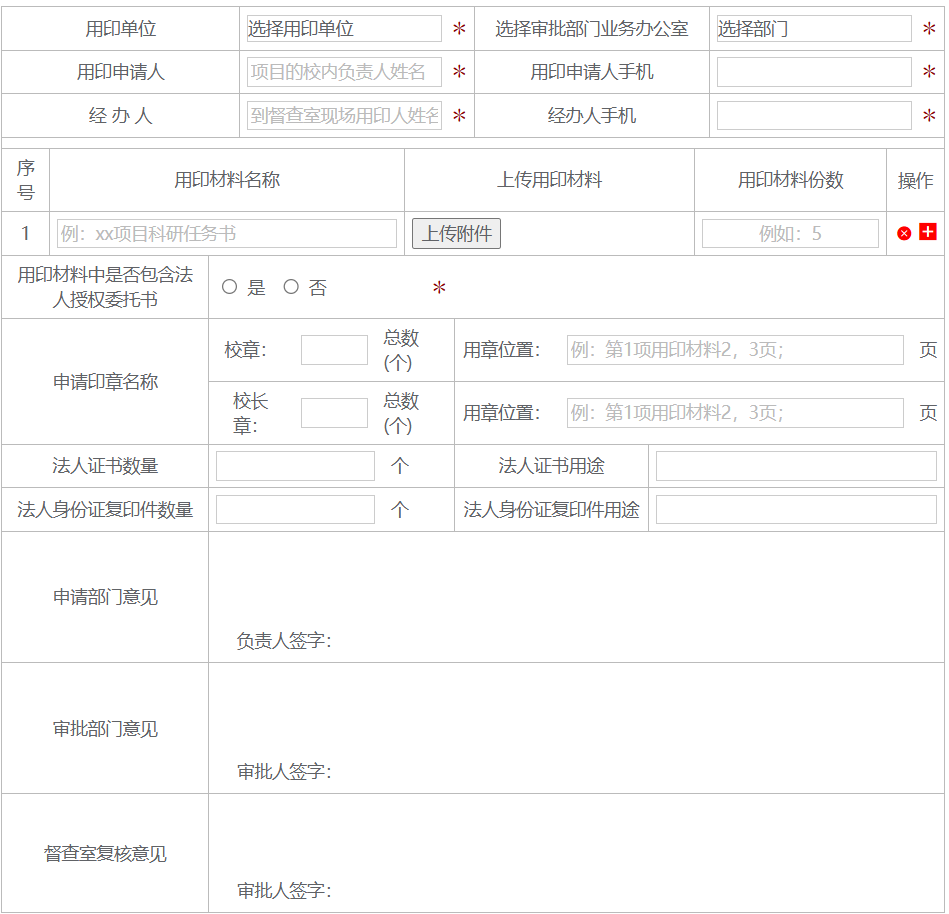 用印单位 选择用印单位 * 选择审批部门业务办公室 选择部门 *
用印申请人 项目的校内负责人姓名 * 用印申请人手机 *
经 办 人 到督查室现场用印人姓名 * 经办人手机 *
序
号
用印材料名称 上传用印材料 用印材料份数 操作
1 例：xx项目科研任务书 上传附件 例如：5
用印材料中是否包含法
人授权委托书
是 否 *
申请印章名称
校章：
总数
(个)
用章位置： 例：第1项用印材料2，3页； 页
校长
章：
总数
(个)
用章位置： 例：第1项用印材料2，3页； 页
法人证书数量 个 法人证书用途
法人身份证复印件数量 个 法人身份证复印件用途
申请部门意见
负责人签字：
审批部门意见
审批人签字：
督查室复核意见
审批人签字：